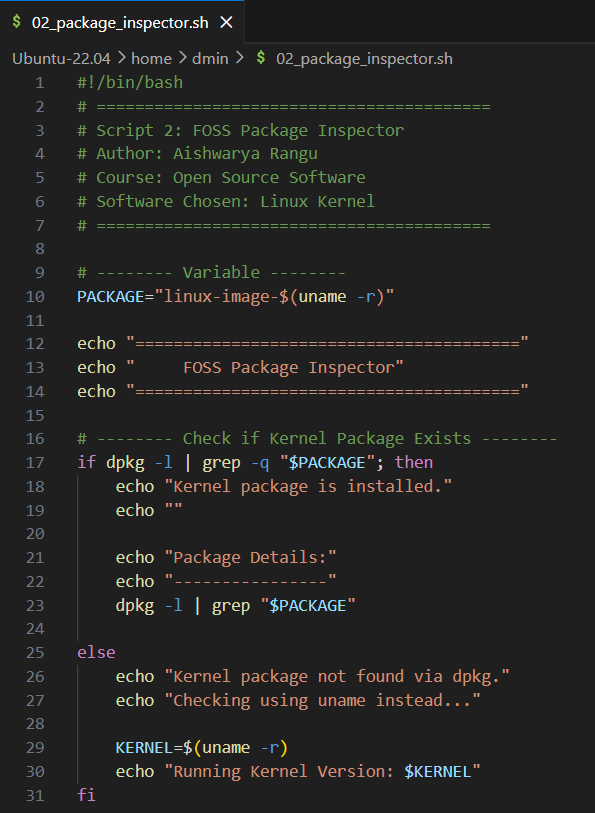 $ 02_package_inspector.sh ×
Ubuntu-22.04 > home > dmin > $ 02_package_inspector.sh
1 #!/bin/bash
2 # =========================================
3 # Script 2: FOSS Package Inspector
4 # Author: Aishwarya Rangu
5 # Course: Open Source Software
6 # Software Chosen: Linux Kernel
7 # =========================================
8
9 # -------- Variable --------
10 PACKAGE="linux-image-$(uname -r)"
11
12 echo "========================================"
13 echo "     FOSS Package Inspector"
14 echo "========================================"
15
16 # -------- Check if Kernel Package Exists --------
17 if dpkg -l | grep -q "$PACKAGE"; then
18     echo "Kernel package is installed."
19     echo ""
20
21     echo "Package Details:"
22     echo "----------------"
23     dpkg -l | grep "$PACKAGE"
24
25 else
26     echo "Kernel package not found via dpkg."
27     echo "Checking using uname instead..."
28
29     KERNEL=$(uname -r)
30     echo "Running Kernel Version: $KERNEL"
31 fi